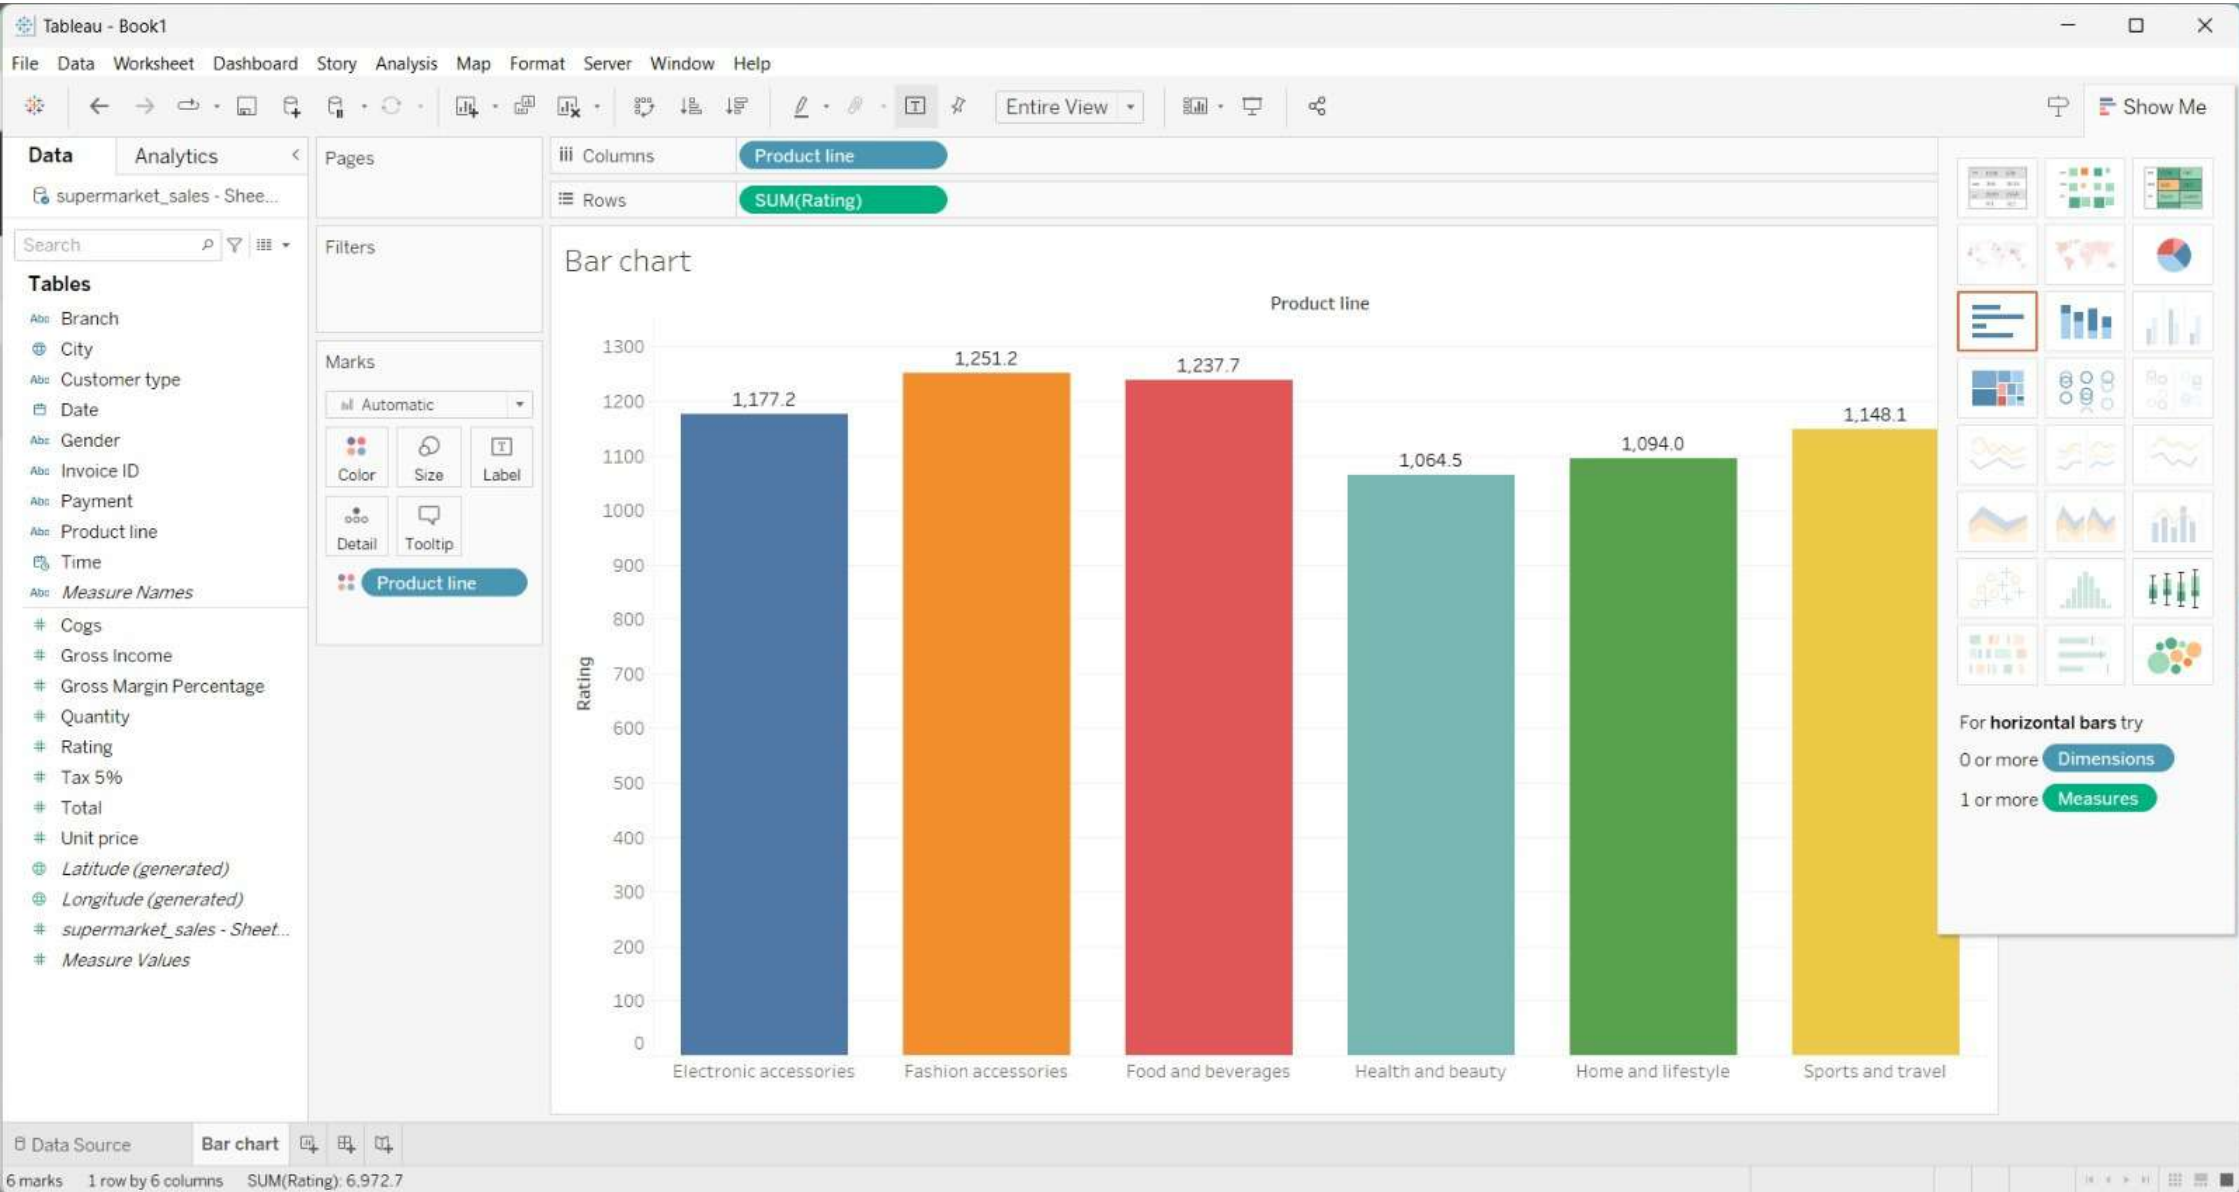 Tableau - Book1
File Data Worksheet Dashboard Story Analysis Map Format Server Window Help
Entire View
Show Me
Data Analytics
supermarket_sales - Shee...
Search
Tables
Abc Branch
City
Abc Customer type
Date
Abc Gender
Abc Invoice ID
Abc Payment
Abc Product line
Time
Abc Measure Names
# Cogs
# Gross Income
# Gross Margin Percentage
# Quantity
# Rating
# Tax 5%
# Total
# Unit price
Latitude (generated)
Longitude (generated)
# supermarket_sales - Sheet...
# Measure Values
Pages
Filters
Marks
Automatic
Color Size Label
Detail Tooltip
Product line
Columns Product line
Rows SUM(Rating)
Bar chart
Product line
Rating
1300
1200
1100
1000
900
800
700
600
500
400
300
200
100
0
1,177.2
1,251.2
1,237.7
1,064.5
1,094.0
1,148.1
Electronic accessories Fashion accessories Food and beverages Health and beauty Home and lifestyle Sports and travel
For horizontal bars try
0 or more Dimensions
1 or more Measures
Data Source Bar chart
6 marks 1 row by 6 columns SUM(Rating): 6,972.7